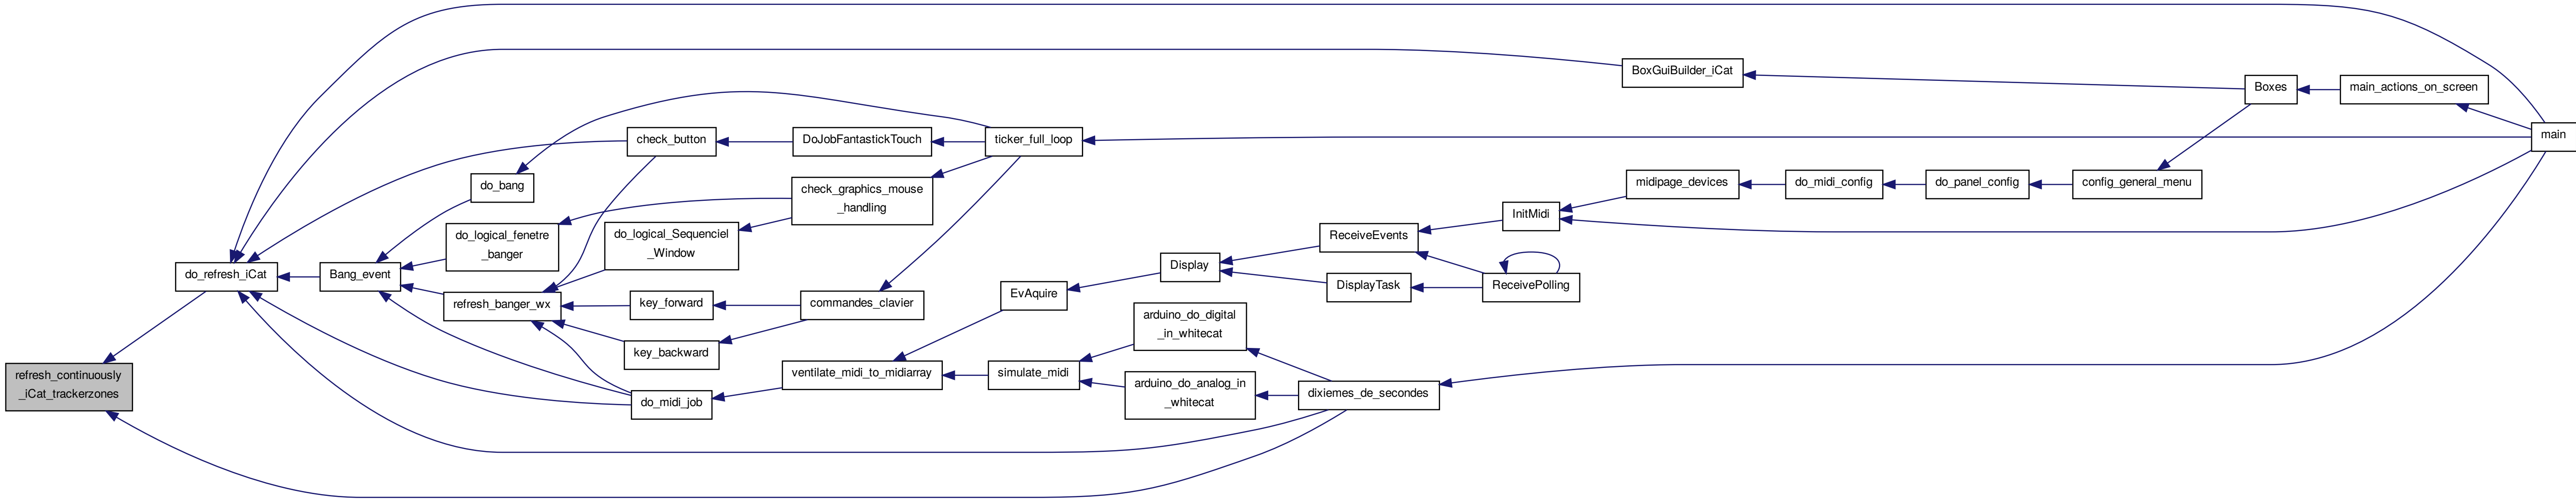 refresh_continuously
_iCat_trackerzones
do_refresh_iCat
Bang_event
do_bang
do_logical_fenetre
_banger
refresh_banger_wx
check_button
do_logical_Sequenciel
_Window
key_forward
key_backward
do_midi_job
DoJobFantastickTouch
check_graphics_mouse
_handling
commandes_clavier
ventilate_midi_to_midiarray
ticker_full_loop
EvAquire
simulate_midi
Display
arduino_do_digital
_in_whitecat
arduino_do_analog_in
_whitecat
ReceiveEvents
DisplayTask
dixiemes_de_secondes
InitMidi
ReceivePolling
BoxGuiBuilder_iCat
midipage_devices
do_midi_config
do_panel_config
config_general_menu
Boxes
main_actions_on_screen
main